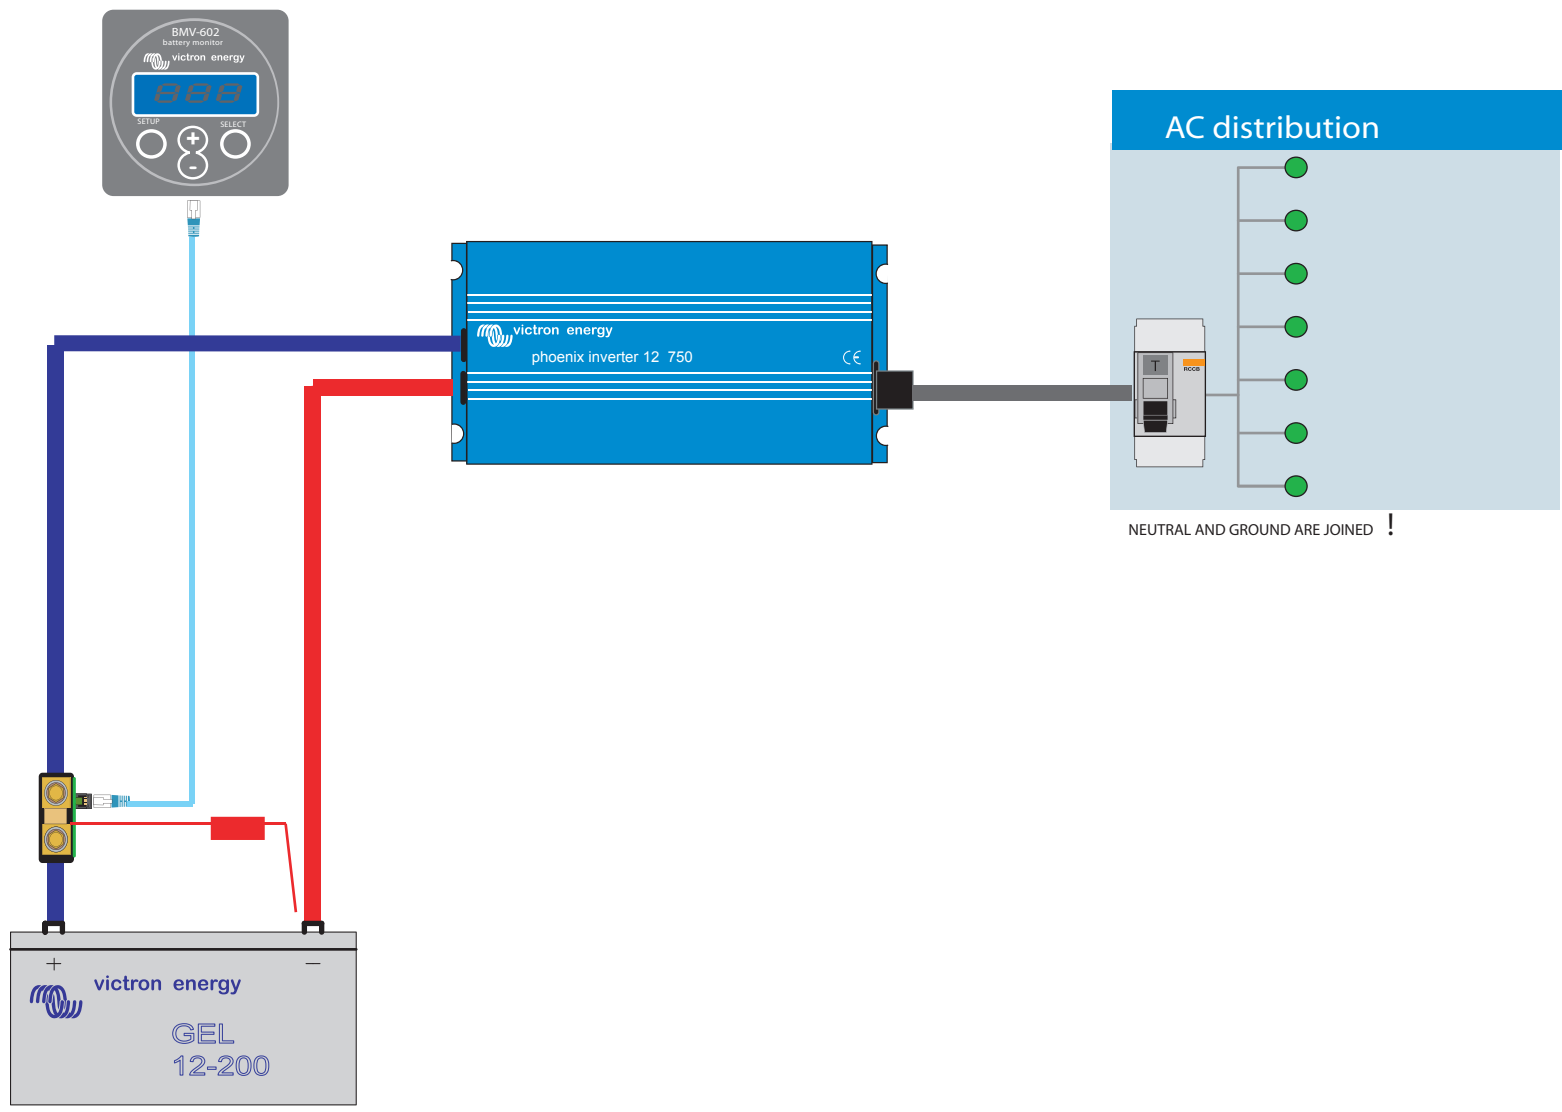 BMV-602
battery monitor
victron energy
888
SETUP
SELECT
+
-
AC distribution
victron energy
phoenix inverter 12 750
CE
T
RCCB
NEUTRAL AND GROUND ARE JOINED !
+ −
victron energy
GEL
12-200